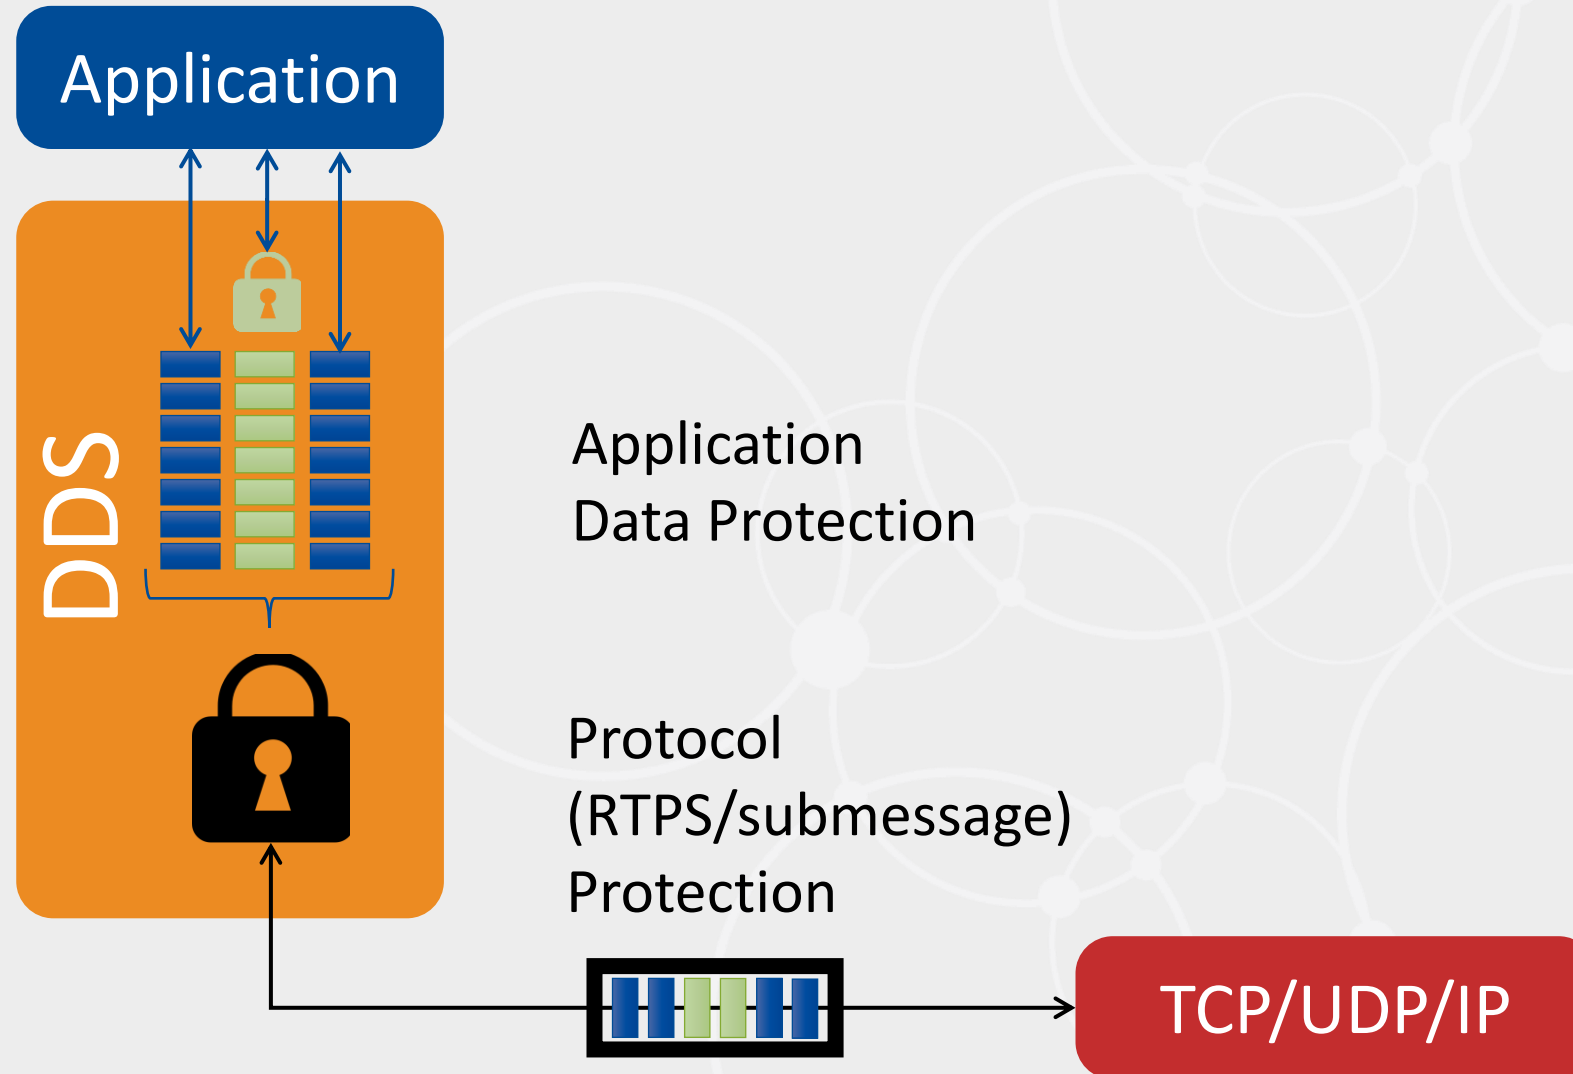 Application
DDS
Application
Data Protection
Protocol
(RTPS/submessage)
Protection
TCP/UDP/IP